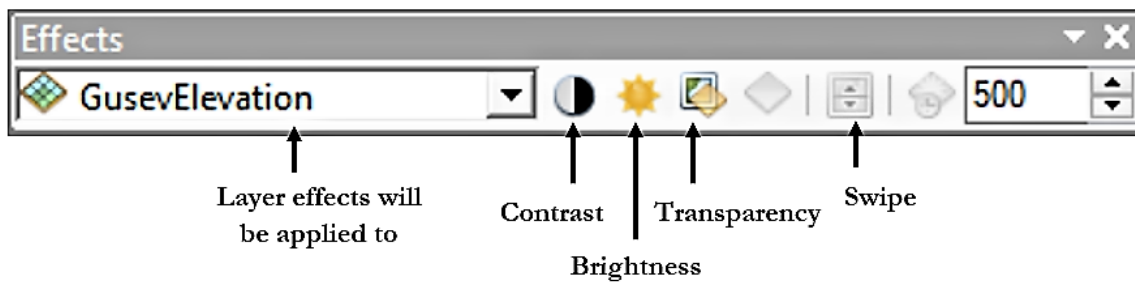 Effects
GusevElevation
500
Layer effects will
be applied to
Contrast
Transparency
Swipe
Brightness